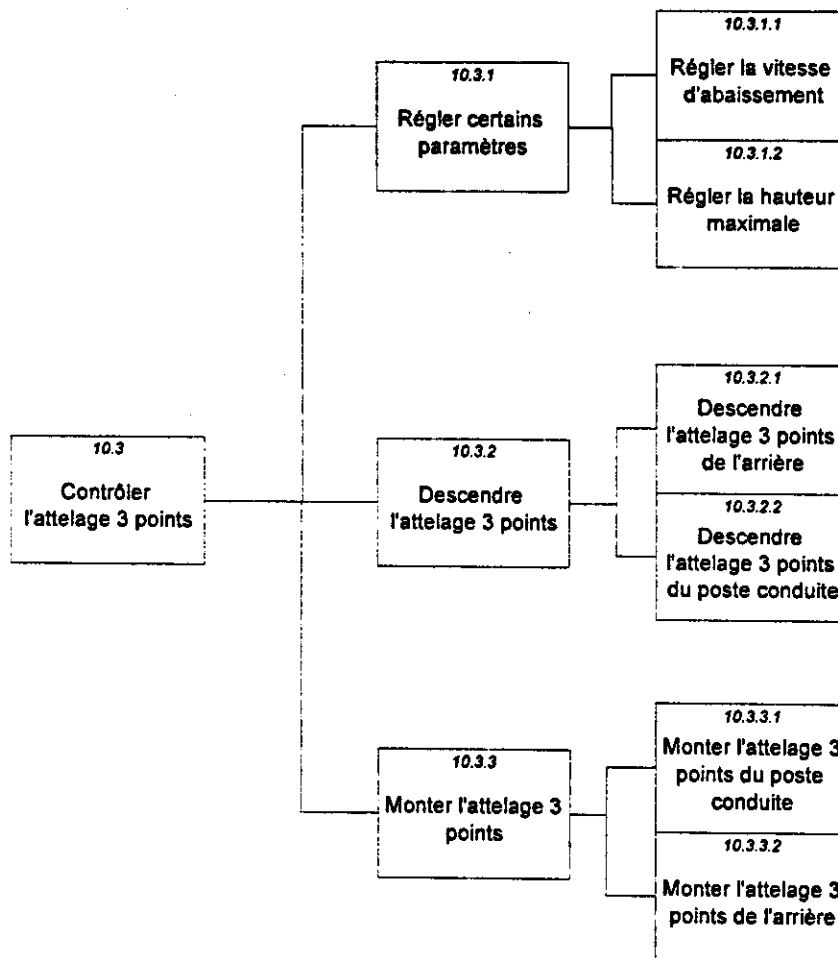 10.3.1.1
Régler la vitesse
d'abaissement
10.3.1
Régler certains
paramètres
10.3.1.2
Régler la hauteur
maximale
10.3.2.1
Descendre
l'attelage 3 points
de l'arrière
10.3
Contrôler
l'attelage 3 points
10.3.2
Descendre
l'attelage 3 points
10.3.2.2
Descendre
l'attelage 3 points
du poste conduite
10.3.3.1
Monter l'attelage 3
points du poste
conduite
10.3.3
Monter l'attelage 3
points
10.3.3.2
Monter l'attelage 3
points de l'arrière